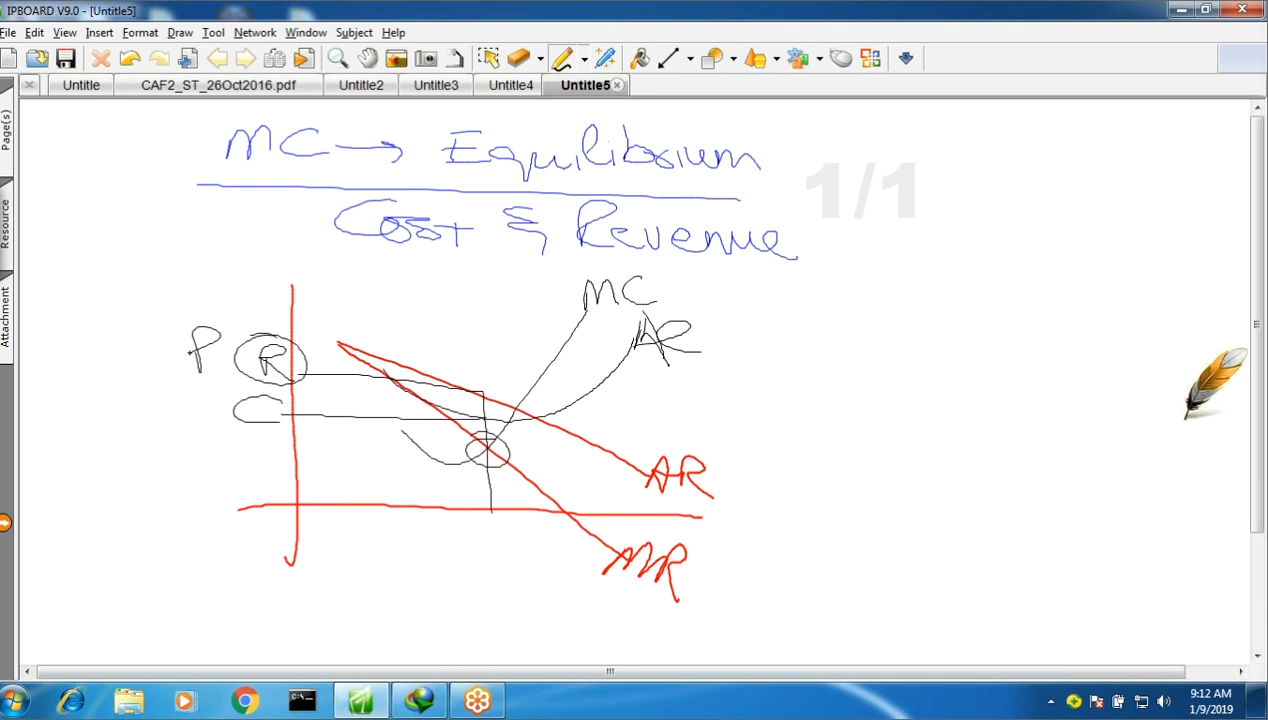 IPBOARD V9.0 - [Untitle5]
File Edit View Insert Format Draw Tool Network Window Subject Help
Untitle CAF2_ST_26Oct2016.pdf Untitle2 Untitle3 Untitle4 Untitle5
Page(s)
Resource
Attachment
1/1
MC → Equilibrium
Cost & Revenue
MC
P R
C
AR
MR
9:12 AM
1/9/2019